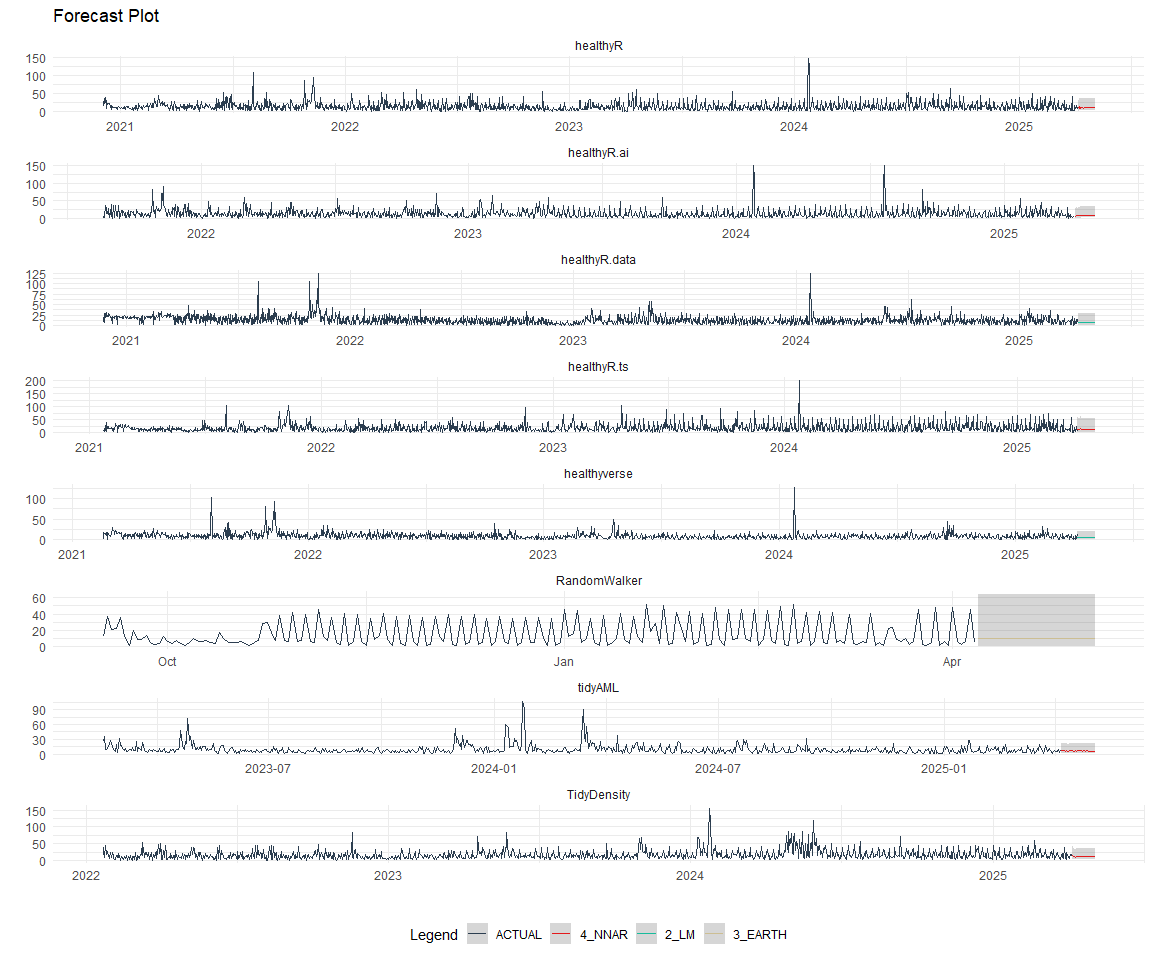 Forecast Plot
healthyR
150
100
50
0
2021 2022 2023 2024 2025
healthyR.ai
150
100
50
0
2022 2023 2024 2025
healthyR.data
125
100
75
50
25
0
2021 2022 2023 2024 2025
healthyR.ts
200
150
100
50
0
2021 2022 2023 2024 2025
healthyverse
100
50
0
2021 2022 2023 2024 2025
RandomWalker
60
40
20
0
Oct Jan Apr
tidyAML
90
60
30
0
2023-07 2024-01 2024-07 2025-01
TidyDensity
150
100
50
0
2022 2023 2024 2025
Legend ACTUAL 4_NNAR 2_LM 3_EARTH